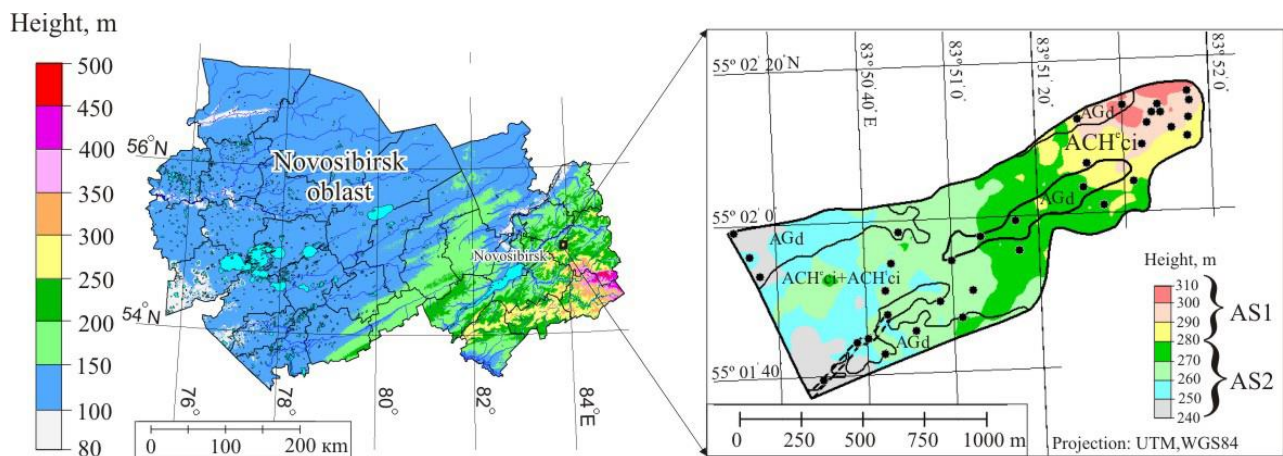 Height, m
500
450
400
350
300
250
200
150
100
80
56°
54°
Novosibirsk
oblast
Novosibirsk
76°
78°
80°
82°
84°E
0 100 200 км
55° 02' 20" N
55° 02' 0"
55° 01' 40"
83° 50' 40" E
83° 51' 0"
83° 51' 20"
83° 52' 0"
AGd
ACHᶜci
AGd
AGd
ACHᶜci+ACHᶜci
AGd
Height, m
310
300
290
280
270
260
250
240
AS1
AS2
0 250 500 750 1000 m
Projection: UTM,WGS84